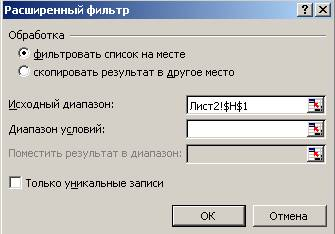 Расширенный фильтр
Обработка
фильтровать список на месте
скопировать результат в другое место
Исходный диапазон: Лист2!$H$1
Диапазон условий:
Поместить результат в диапазон:
Только уникальные записи
ОК Отмена